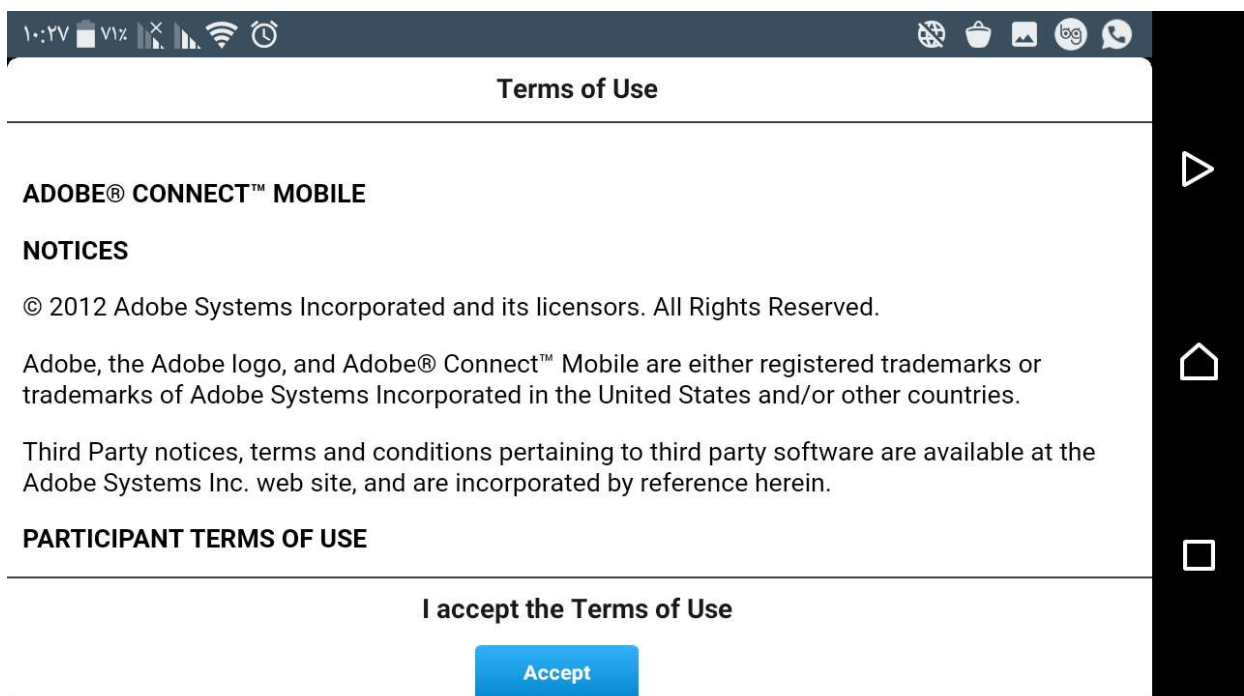 ۱۰:۲۷ ۷۱٪
bg
Terms of Use
ADOBE® CONNECT™ MOBILE
NOTICES
© 2012 Adobe Systems Incorporated and its licensors. All Rights Reserved.
Adobe, the Adobe logo, and Adobe® Connect™ Mobile are either registered trademarks or
trademarks of Adobe Systems Incorporated in the United States and/or other countries.
Third Party notices, terms and conditions pertaining to third party software are available at the
Adobe Systems Inc. web site, and are incorporated by reference herein.
PARTICIPANT TERMS OF USE
I accept the Terms of Use
Accept